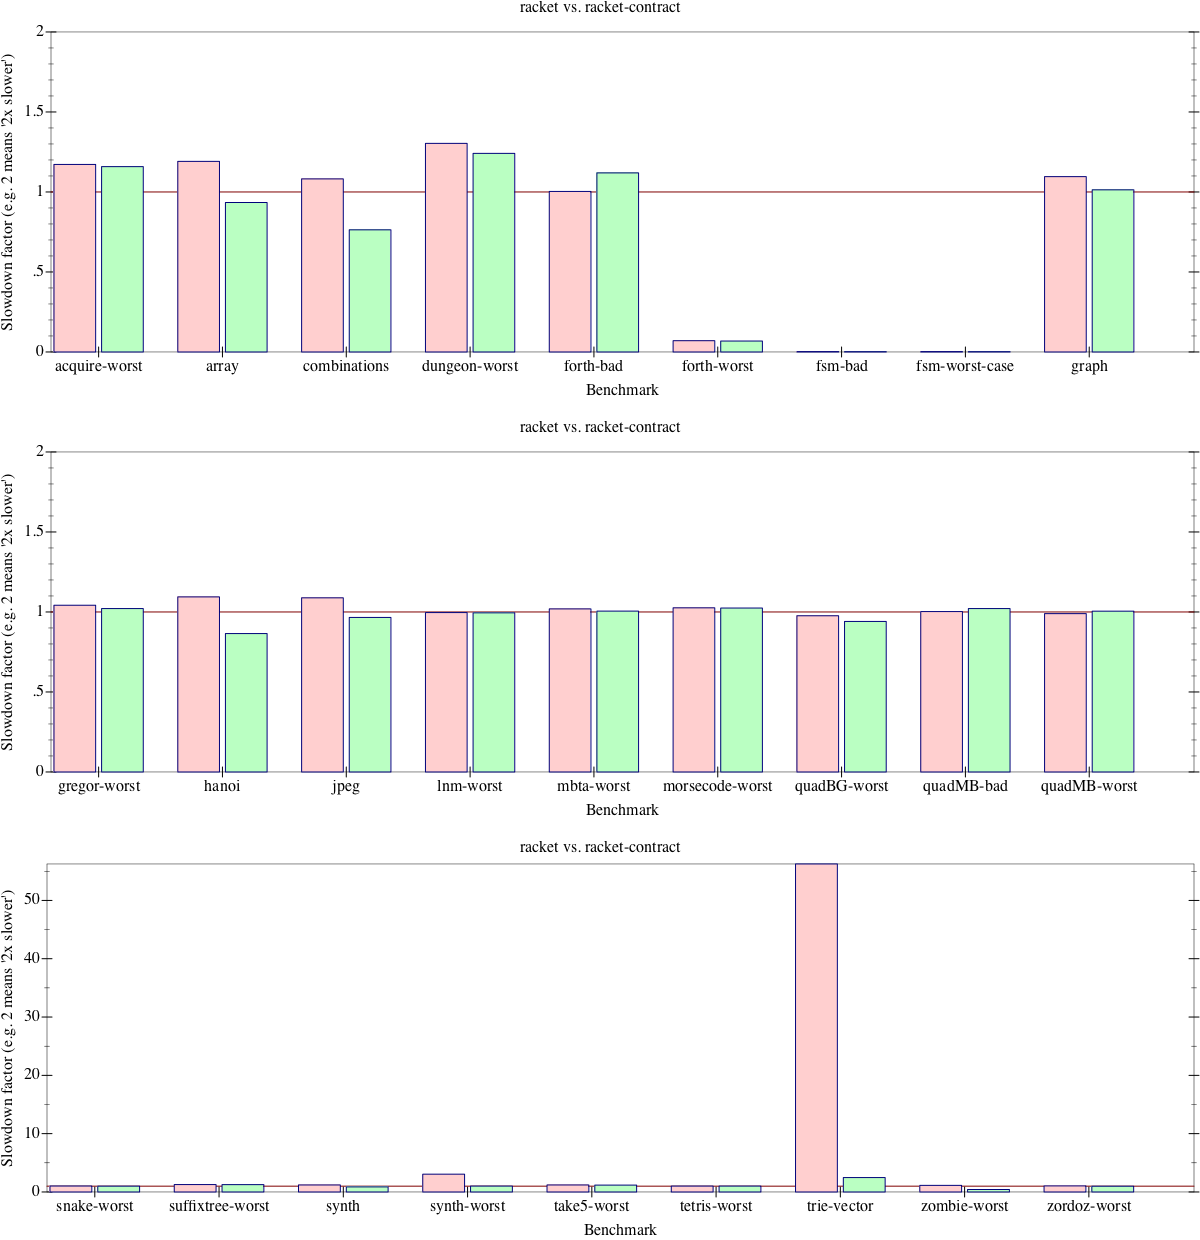 racket vs. racket-contract
Slowdown factor (e.g. 2 means '2x slower')
2
1.5
1
.5
0
acquire-worst array combinations dungeon-worst forth-bad forth-worst fsm-bad fsm-worst-case graph
Benchmark
racket vs. racket-contract
Slowdown factor (e.g. 2 means '2x slower')
2
1.5
1
.5
0
gregor-worst hanoi jpeg lnm-worst mbta-worst morsecode-worst quadBG-worst quadMB-bad quadMB-worst
Benchmark
racket vs. racket-contract
Slowdown factor (e.g. 2 means '2x slower')
50
40
30
20
10
0
snake-worst suffixtree-worst synth synth-worst take5-worst tetris-worst trie-vector zombie-worst zordoz-worst
Benchmark